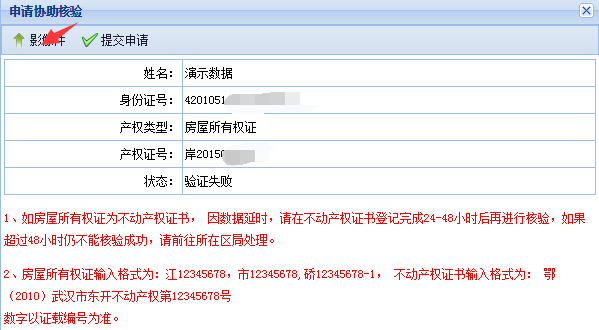 申请协助核验
影像件 提交申请
姓名： 演示数据
身份证号： 4201051
产权类型： 房屋所有权证
产权证号： 岸2015
状态： 验证失败
1、如房屋所有权证为不动产权证书， 因数据延时，请在不动产权证书登记完成24-48小时后再进行核验，如果
超过48小时仍不能核验成功，请前往所在区局处理。
2、房屋所有权证输入格式为：江12345678，市12345678,硚12345678-1， 不动产权证书输入格式为： 鄂
（2010）武汉市东开不动产权第12345678号
数字以证载编号为准。